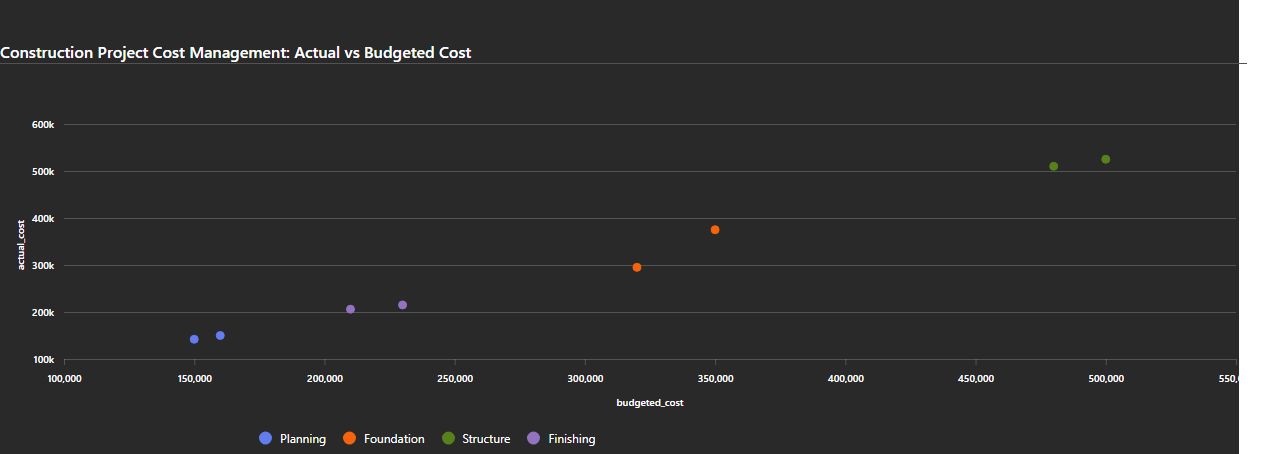 Construction Project Cost Management: Actual vs Budgeted Cost
600k
500k
400k
300k
200k
100k
actual_cost
100,000 150,000 200,000 250,000 300,000 350,000 400,000 450,000 500,000 550,
budgeted_cost
Planning Foundation Structure Finishing